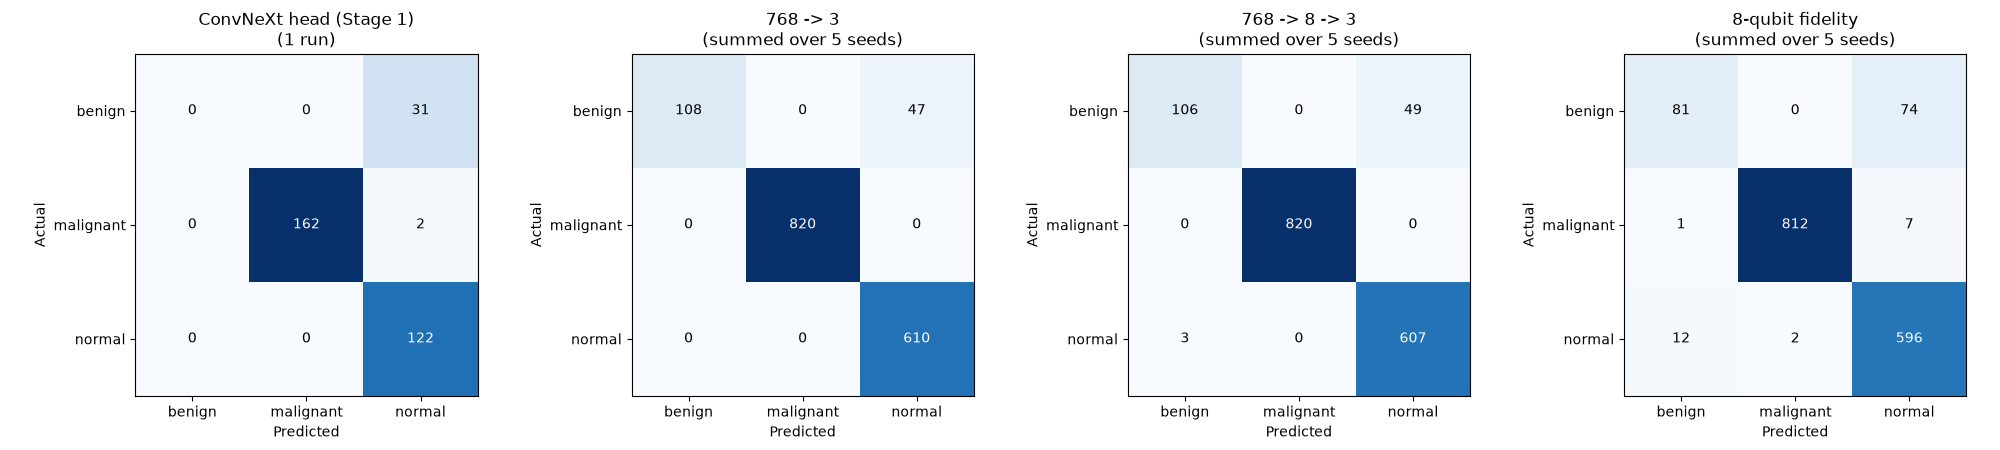 ConvNeXt head (Stage 1)
(1 run)
benign
malignant
normal
Actual
0 0 31
0 162 2
0 0 122
benign malignant normal
Predicted
768 -> 3
(summed over 5 seeds)
benign
malignant
normal
Actual
108 0 47
0 820 0
0 0 610
benign malignant normal
Predicted
768 -> 8 -> 3
(summed over 5 seeds)
benign
malignant
normal
Actual
106 0 49
0 820 0
3 0 607
benign malignant normal
Predicted
8-qubit fidelity
(summed over 5 seeds)
benign
malignant
normal
Actual
81 0 74
1 812 7
12 2 596
benign malignant normal
Predicted